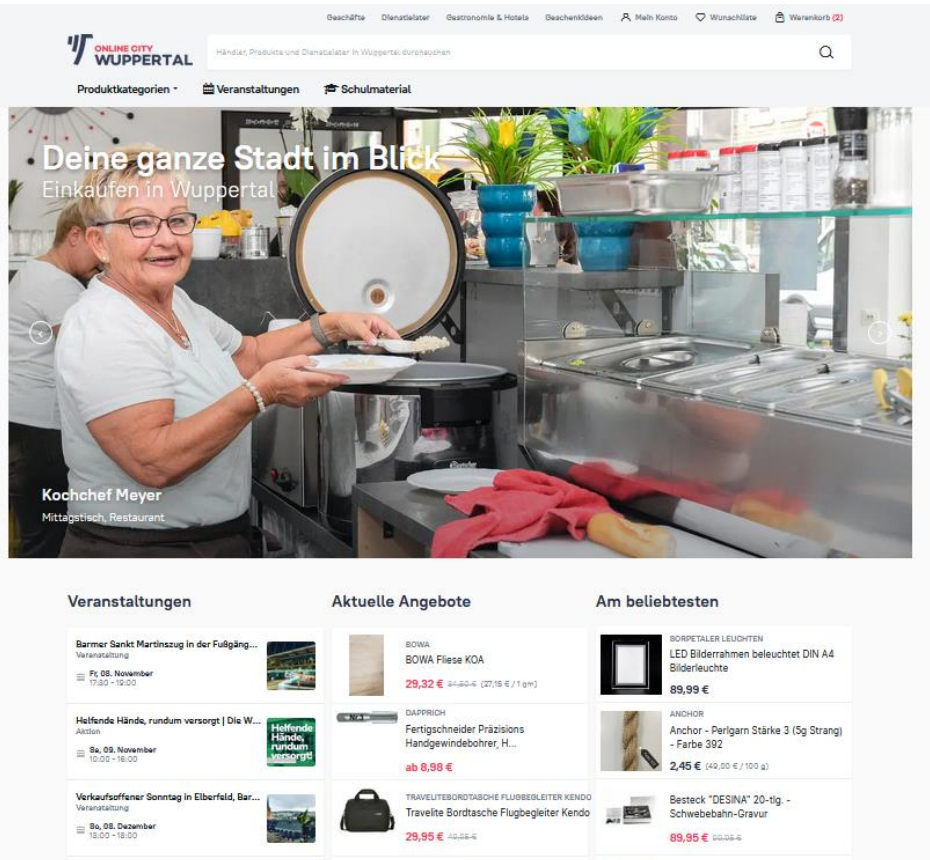 Geschäfte Dienstleister Gastronomie & Hotels Geschenkideen Mein Konto Wunschliste Warenkorb (2)
ONLINE CITY
WUPPERTAL
Händler, Produkte und Dienstleister in Wuppertal durchsuchen
Produktkategorien Veranstaltungen Schulmaterial
Deine ganze Stadt im Blick
Einkaufen in Wuppertal
Kochchef Meyer
Mittagstisch, Restaurant
Veranstaltungen
Barmer Sankt Martinszug in der Fußgäng...
Veranstaltung
Fr, 08. November
17:30 - 19:00
Helfende Hände, rundum versorgt | Die W...
Aktion
Helfende
Hände,
rundum
versorgt!
Sa, 09. November
10:00 - 16:00
Verkaufsoffener Sonntag in Elberfeld, Bar...
Veranstaltung
So, 08. Dezember
13:00 - 18:00
Aktuelle Angebote
BOWA
BOWA Fliese KOA
29,32 € 34,50 € (27,15 € / 1 qm)
DAPPRICH
Fertigschneider Präzisions
Handgewindebohrer, H...
ab 8,98 €
TRAVELITEBORDTASCHE FLUGBEGLEITER KENDO
Travelite Bordtasche Flugbegleiter Kendo
29,95 € 49,95 €
Am beliebtesten
BORPETALER LEUCHTEN
LED Bilderrahmen beleuchtet DIN A4
Bilderleuchte
89,99 €
ANCHOR
Anchor - Perlgarn Stärke 3 (5g Strang)
- Farbe 392
2,45 € (49,00 € / 100 g)
Besteck "DESINA" 20-tlg. -
Schwebebahn-Gravur
89,95 €